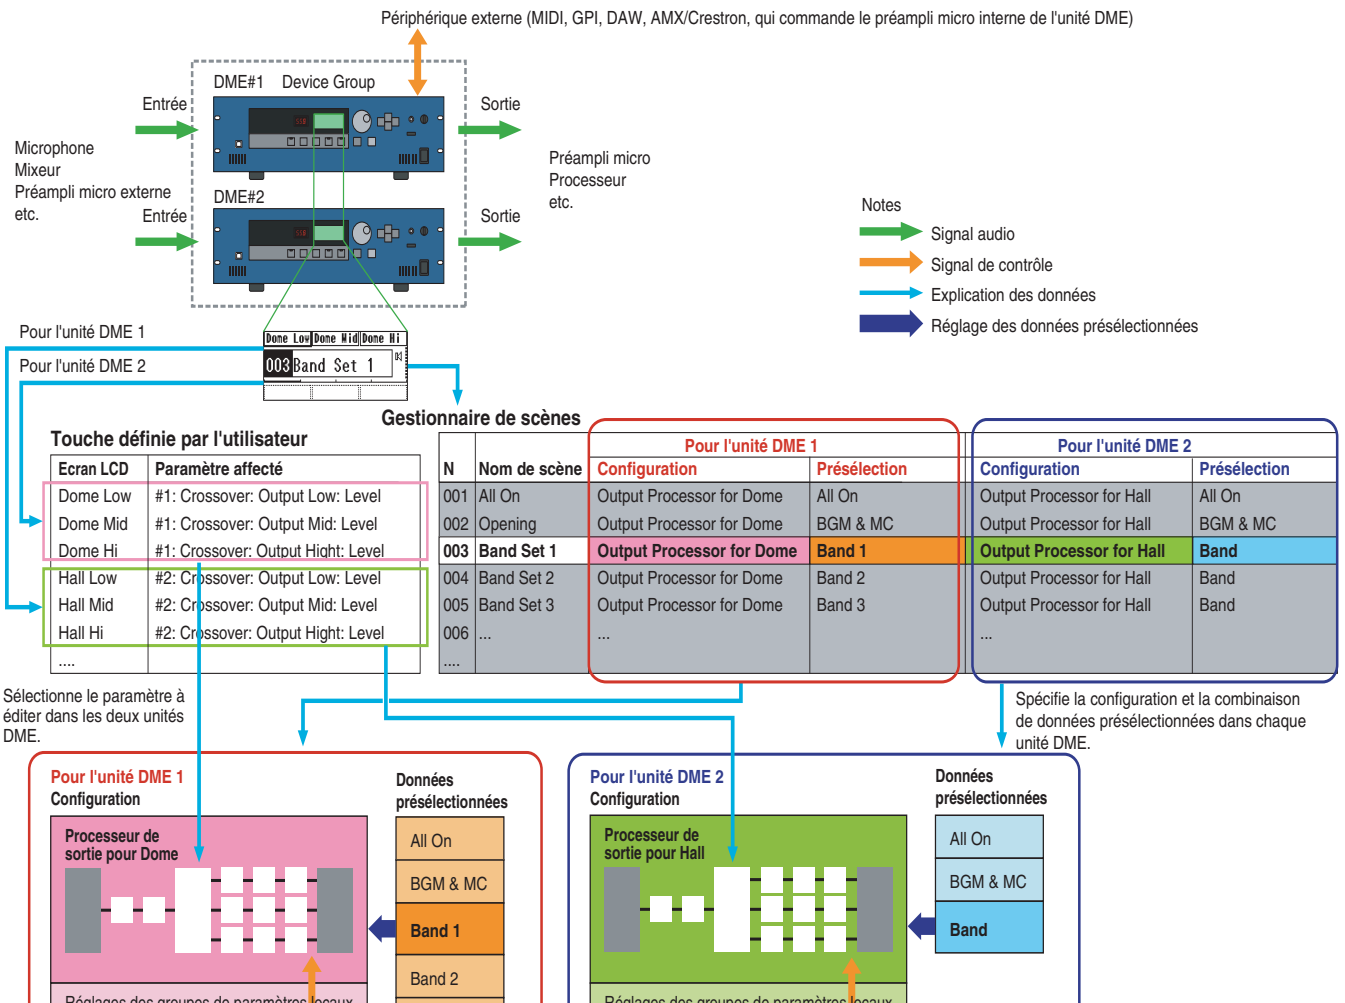 Périphérique externe (MIDI, GPI, DAW, AMX/Crestron, qui commande le préampli micro interne de l'unité DME)
DME#1 Device Group
Entrée
Sortie
Microphone
Mixeur
Préampli micro externe
etc.
Préampli micro
Processeur
etc.
DME#2
Entrée
Sortie
Notes
Signal audio
Signal de contrôle
Explication des données
Réglage des données présélectionnées
Pour l'unité DME 1
Pour l'unité DME 2
Dome Low Dome Mid Dome Hi
003 Band Set 1
Gestionnaire de scènes
Touche définie par l'utilisateur
Ecran LCD Paramètre affecté
Dome Low #1: Crossover: Output Low: Level
Dome Mid #1: Crossover: Output Mid: Level
Dome Hi #1: Crossover: Output Hight: Level
Hall Low #2: Crossover: Output Low: Level
Hall Mid #2: Crossover: Output Mid: Level
Hall Hi #2: Crossover: Output Hight: Level
....
Pour l'unité DME 1 Pour l'unité DME 2
N Nom de scène Configuration Présélection Configuration Présélection
001 All On Output Processor for Dome All On Output Processor for Hall All On
002 Opening Output Processor for Dome BGM & MC Output Processor for Hall BGM & MC
003 Band Set 1 Output Processor for Dome Band 1 Output Processor for Hall Band
004 Band Set 2 Output Processor for Dome Band 2 Output Processor for Hall Band
005 Band Set 3 Output Processor for Dome Band 3 Output Processor for Hall Band
006 ... ... ...
....
Sélectionne le paramètre à
éditer dans les deux unités
DME.
Spécifie la configuration et la combinaison
de données présélectionnées dans chaque
unité DME.
Pour l'unité DME 1
Configuration
Données
présélectionnées
Processeur de
sortie pour Dome
All On
BGM & MC
Band 1
Band 2
Réglages des groupes de paramètres locaux
Pour l'unité DME 2
Configuration
Données
présélectionnées
Processeur de
sortie pour Hall
All On
BGM & MC
Band
Réglages des groupes de paramètres locaux